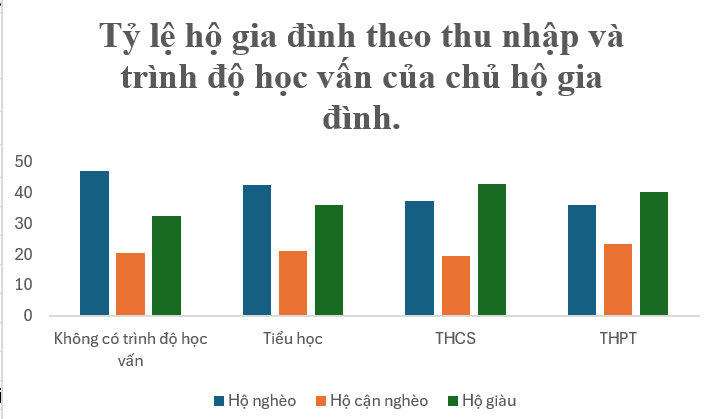 Tỷ lệ hộ gia đình theo thu nhập và
trình độ học vấn của chủ hộ gia
đình.
50
40
30
20
10
0
Không có trình độ học
vấn
Tiểu học
THCS
THPT
Hộ nghèo
Hộ cận nghèo
Hộ giàu